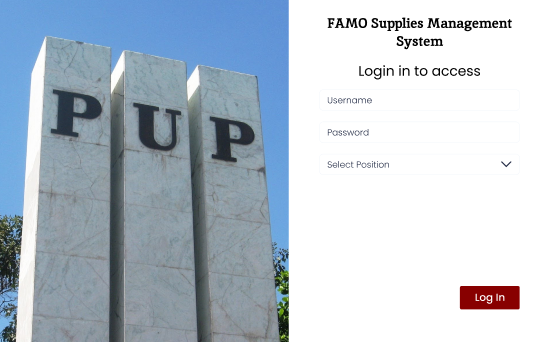 PUP
FAMO Supplies Management
System
Login in to access
Username
Password
Select Position
Log In